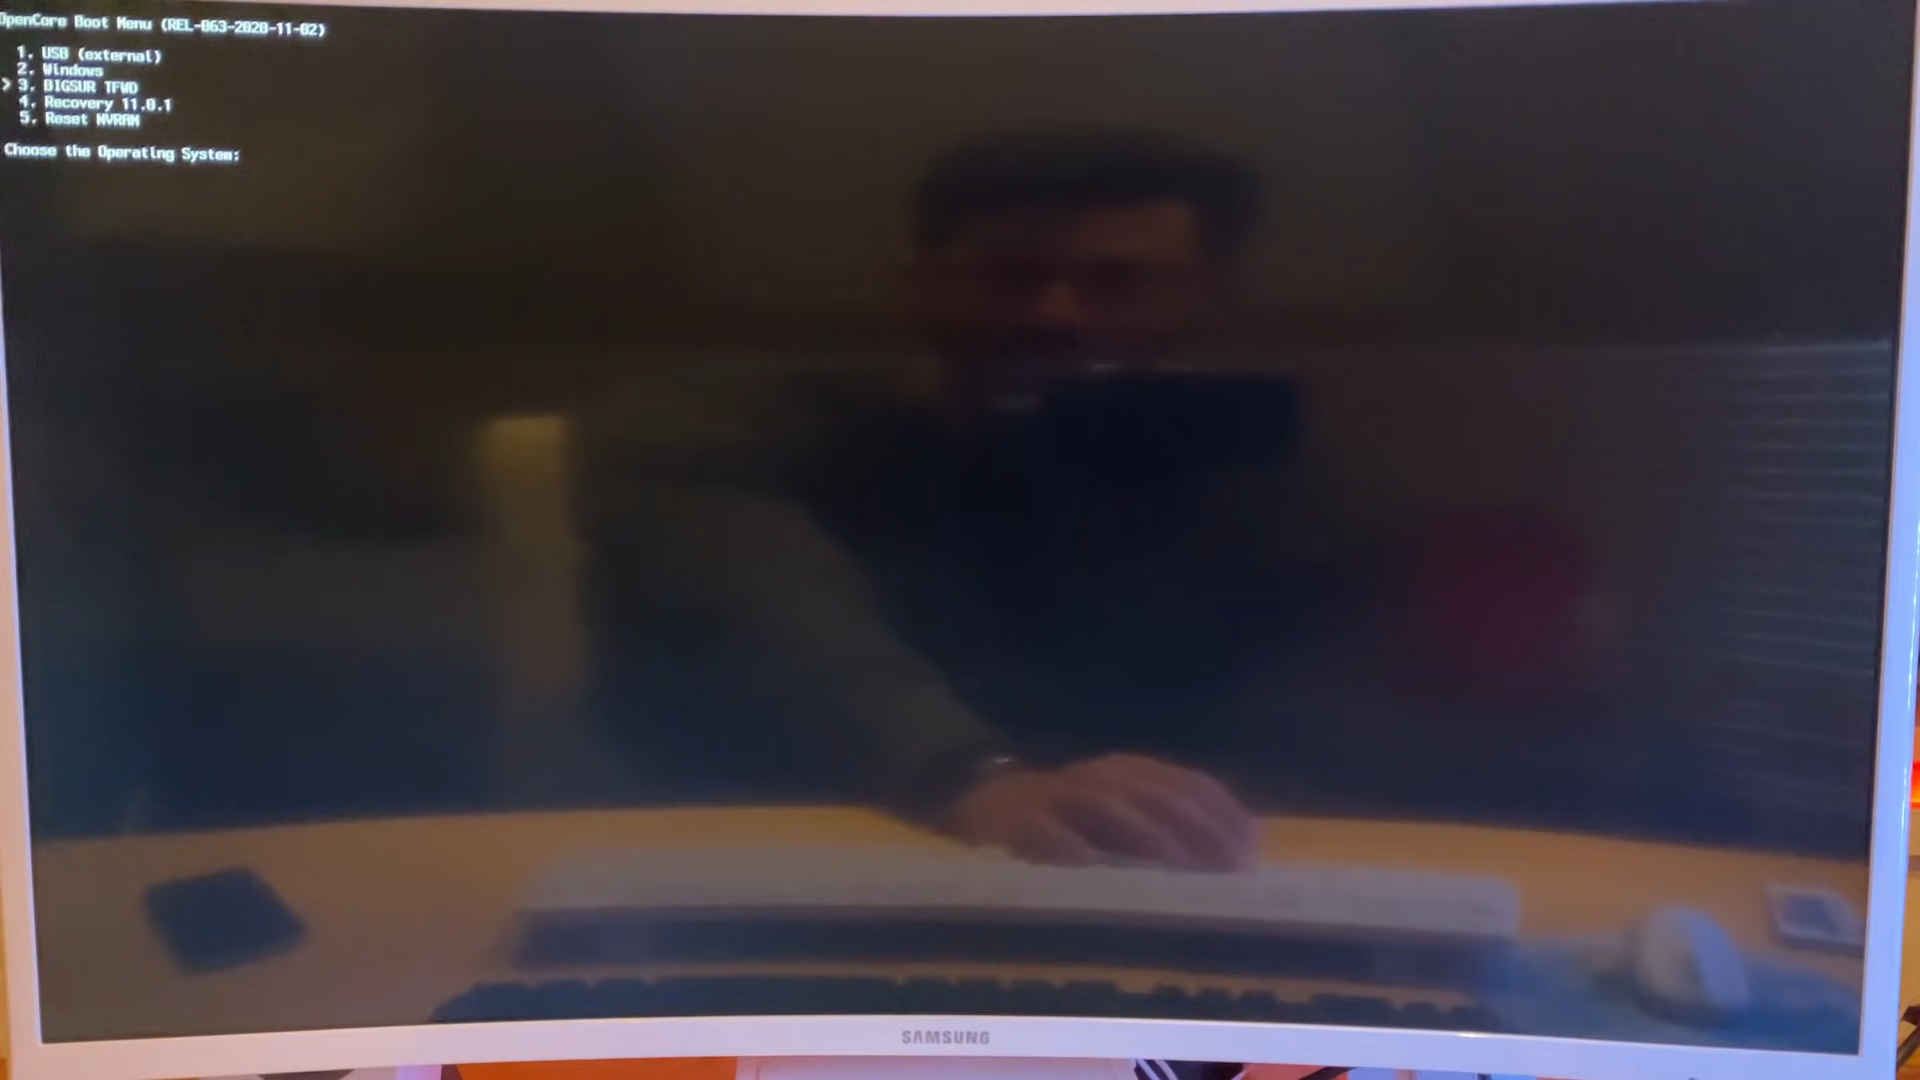 OpenCore Boot Menu (REL-063-2020-11-02)
1. USB (external)
2. Windows
> 3. BIGSUR TFWD
4. Recovery 11.0.1
5. Reset NVRAM
Choose the Operating System:
SAMSUNG